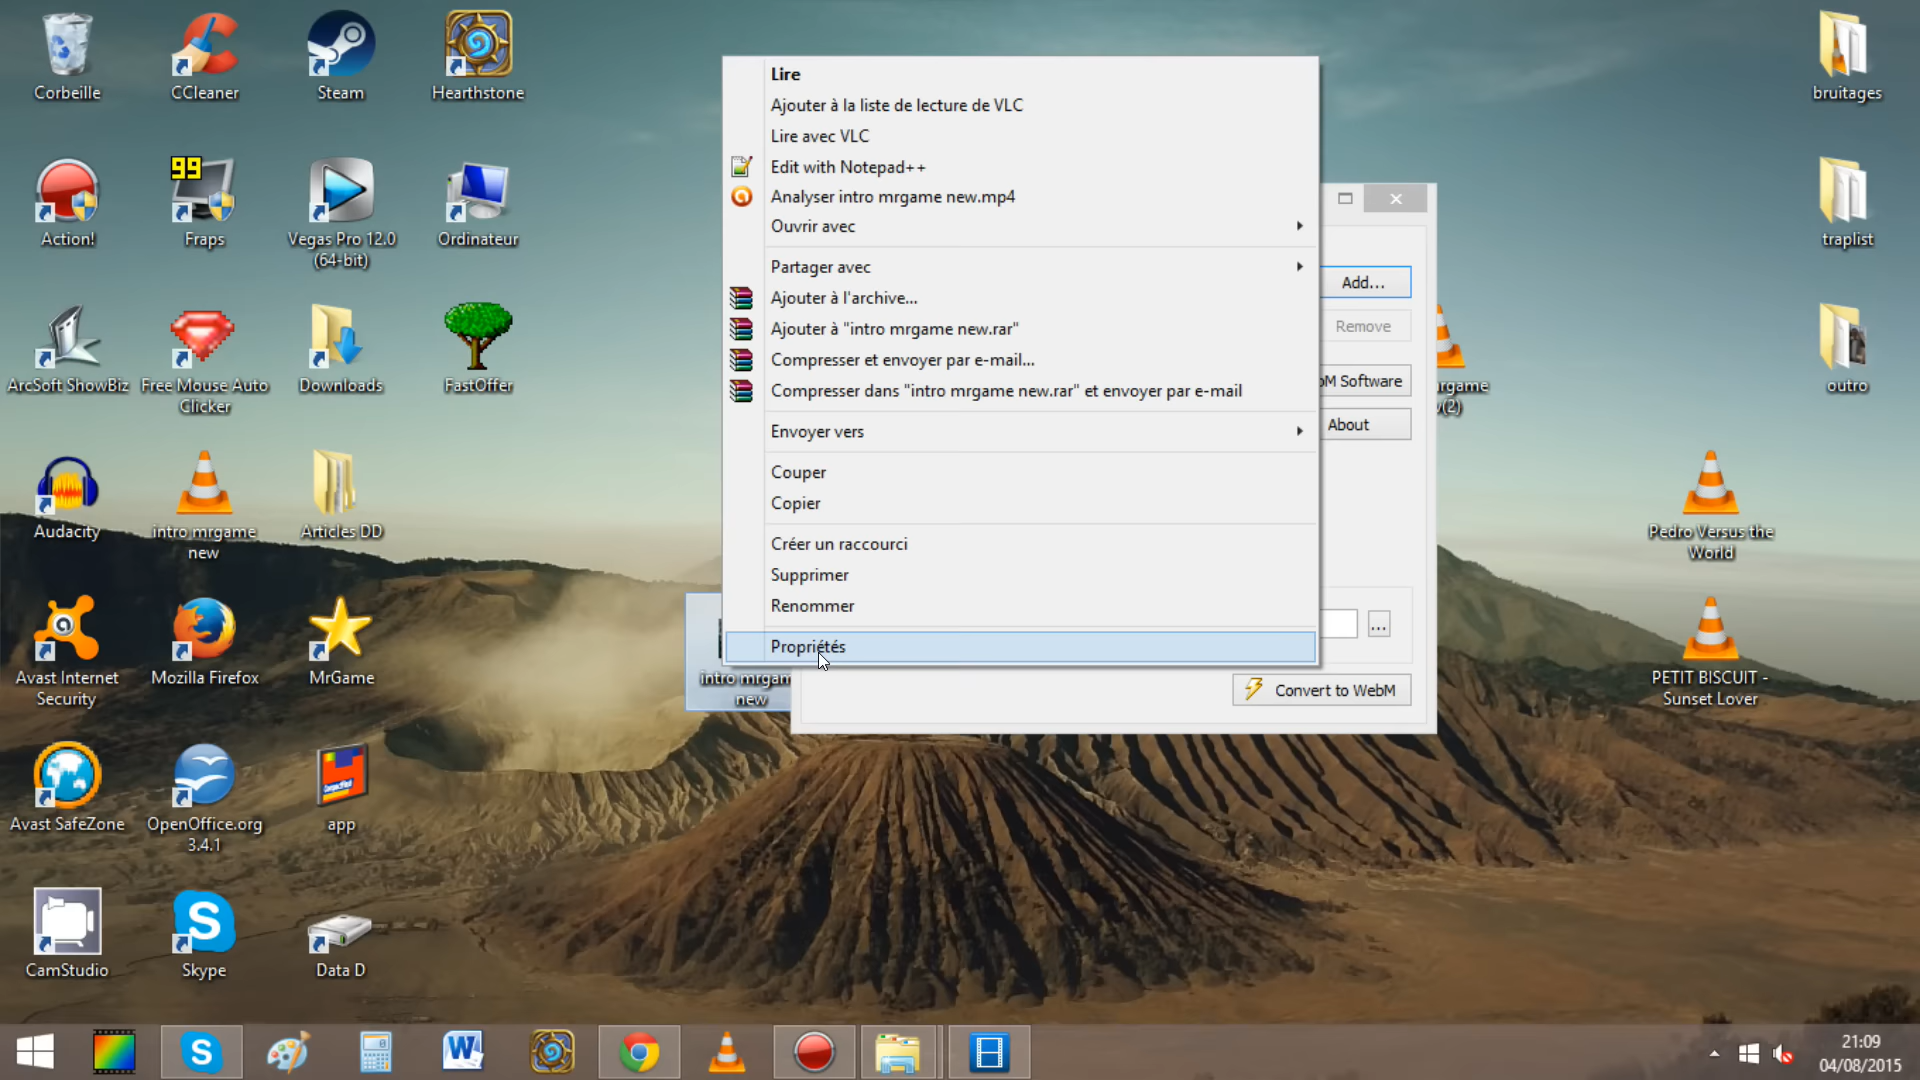 Corbeille
CCleaner
Steam
Hearthstone
bruitages
99
Action!
Fraps
Vegas Pro 12.0
(64-bit)
Ordinateur
traplist
ArcSoft ShowBiz
Free Mouse Auto
Clicker
Downloads
FastOffer
outro
Audacity
intro mrgame
new
Articles DD
Pedro Versus the
World
Avast Internet
Security
Mozilla Firefox
MrGame
PETIT BISCUIT -
Sunset Lover
Avast SafeZone
OpenOffice.org
3.4.1
app
CamStudio
Skype
Data D
Lire
Ajouter à la liste de lecture de VLC
Lire avec VLC
Edit with Notepad++
Analyser intro mrgame new.mp4
Ouvrir avec
Partager avec
Ajouter à l'archive...
Ajouter à "intro mrgame new.rar"
Compresser et envoyer par e-mail...
Compresser dans "intro mrgame new.rar" et envoyer par e-mail
Envoyer vers
Couper
Copier
Créer un raccourci
Supprimer
Renommer
Propriétés
Add...
Remove
M Software
About
...
Convert to WebM
(2)
intro mrgam
new
21:09
04/08/2015